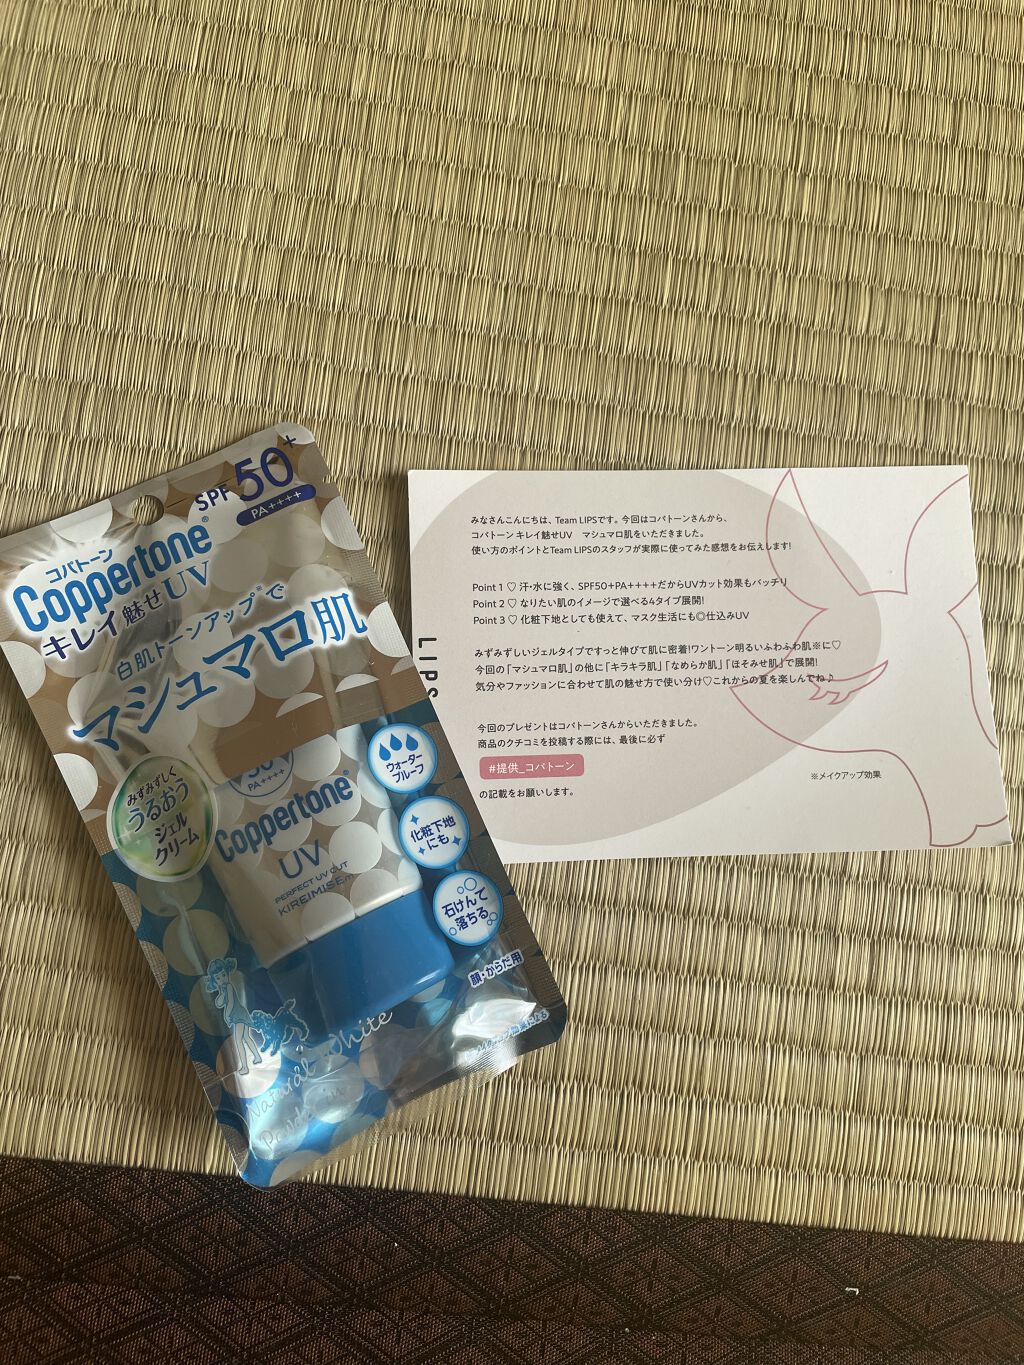 SPF50+
PA++++
コパトーン
Coppertone®
キレイ魅せUV
白肌トーンアップ※で
マシュマロ肌
みずみずしく
うるおう
ジェル
クリーム
50+
PA++++
Coppertone®
UV
PERFECT UV CUT
KIREIMISE
ウォーター
プルーフ
化粧下地
にも
石けんで
落ちる
顔・からだ用
Natural White
LIPS
みなさんこんにちは、Team LIPSです。今回はコパトーンさんから、
コパトーン キレイ魅せUV マシュマロ肌をいただきました。
使い方のポイントとTeam LIPSのスタッフが実際に使ってみた感想をお伝えします!
Point 1 ♡ 汗・水に強く、SPF50+PA++++だからUVカット効果もバッチリ
Point 2 ♡ なりたい肌のイメージで選べる4タイプ展開!
Point 3 ♡ 化粧下地としても使えて、マスク生活にも◎仕込みUV
みずみずしいジェルタイプですっと伸びて肌に密着!ワントーン明るいふわふわ肌※に♡
今回の「マシュマロ肌」の他に「キラキラ肌」「なめらか肌」「ほそみせ肌」で展開!
気分やファッションに合わせて肌の魅せ方で使い分け♡これからの夏を楽しんでね♪
今回のプレゼントはコパトーンさんからいただきました。
商品のクチコミを投稿する際には、最後に必ず
#提供_コパトーン
の記載をお願いします。
※メイクアップ効果